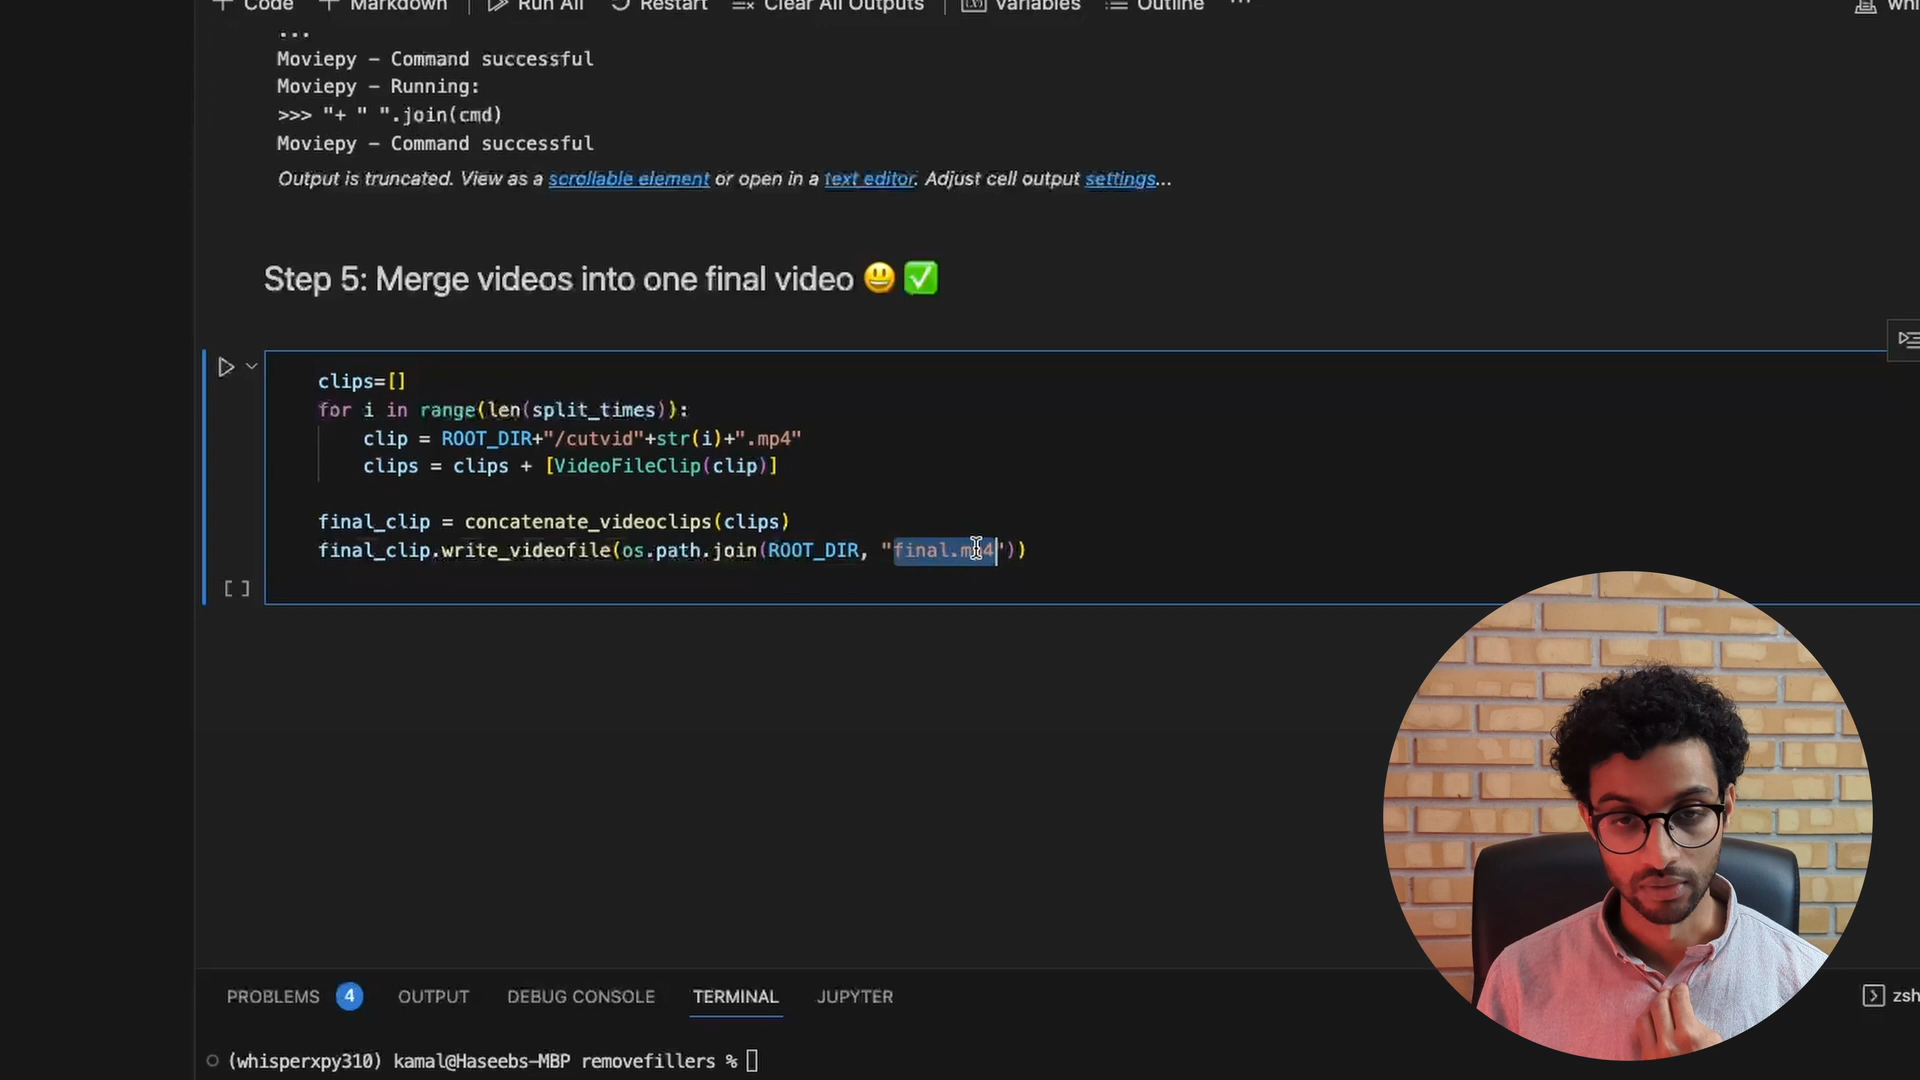 Code Markdown Run All Restart Clear All Outputs Variables Outline ...
...
Moviepy – Command successful
Moviepy – Running:
>>> "+ " ".join(cmd)
Moviepy – Command successful
Output is truncated. View as a scrollable element or open in a text editor. Adjust cell output settings...
Step 5: Merge videos into one final video 😃 ✅
clips=[]
for i in range(len(split_times)):
clip = ROOT_DIR+"/cutvid"+str(i)+".mp4"
clips = clips + [VideoFileClip(clip)]
final_clip = concatenate_videoclips(clips)
final_clip.write_videofile(os.path.join(ROOT_DIR, "final.mp4"))
[ ]
PROBLEMS 4 OUTPUT DEBUG CONSOLE TERMINAL JUPYTER
zsh
(whisperxpy310) kamal@Haseebs-MBP removefillers %